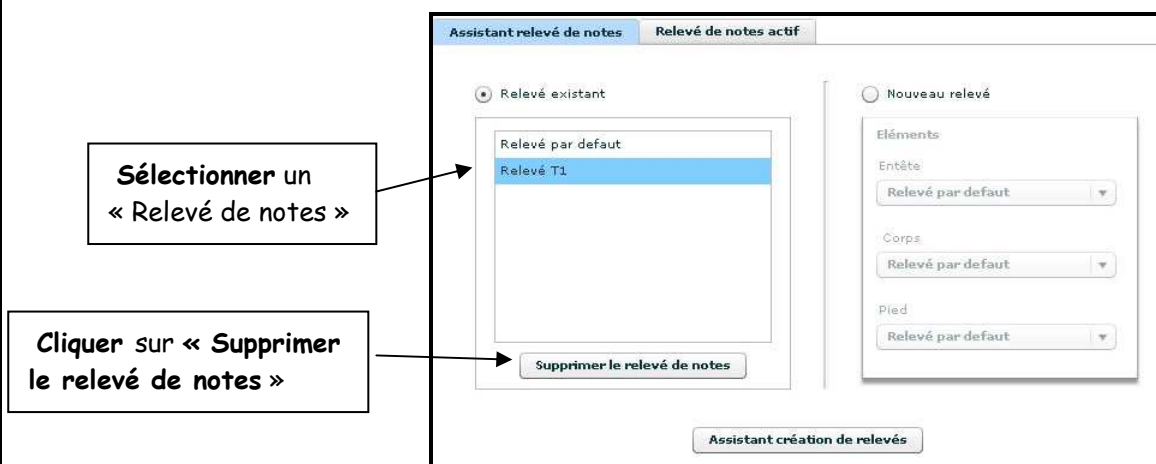 Assistant relevé de notes
Relevé de notes actif
Relevé existant
Nouveau relevé
Relevé par defaut
Relevé T1
Eléments
Entête
Relevé par defaut
Corps
Relevé par defaut
Pied
Relevé par defaut
Sélectionner un
« Relevé de notes »
Cliquer sur « Supprimer
le relevé de notes »
Supprimer le relevé de notes
Assistant création de relevés